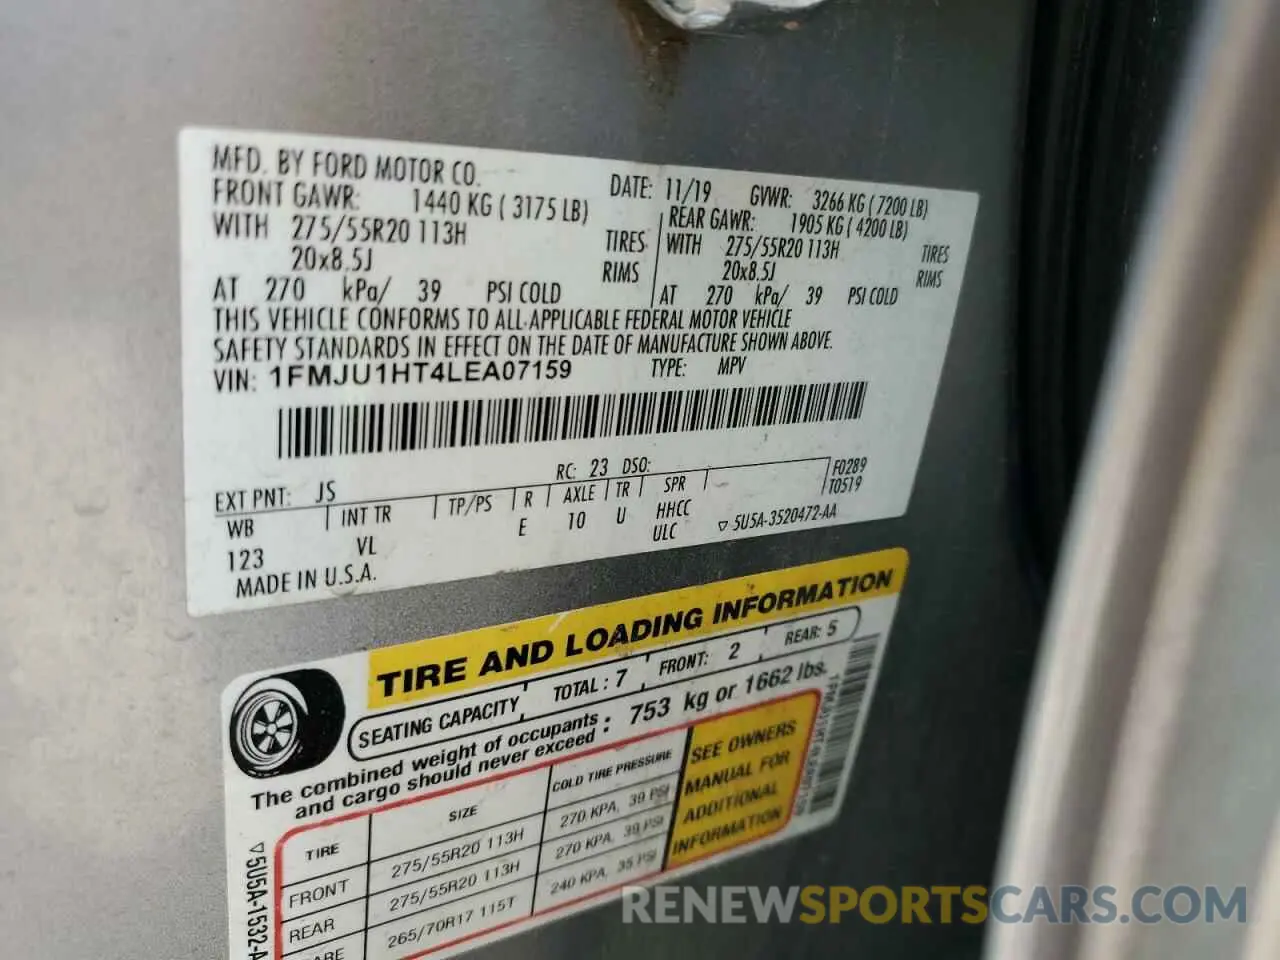 MFD. BY FORD MOTOR CO.
DATE: 11/19 GVWR: 3266 KG ( 7200 LB)
FRONT GAWR: 1440 KG ( 3175 LB)
WITH 275/55R20 113H TIRES
20x8.5J RIMS
AT 270 kPa/ 39 PSI COLD
REAR GAWR: 1905 KG ( 4200 LB)
WITH 275/55R20 113H TIRES
20x8.5J RIMS
AT 270 kPa/ 39 PSI COLD
THIS VEHICLE CONFORMS TO ALL-APPLICABLE FEDERAL MOTOR VEHICLE
SAFETY STANDARDS IN EFFECT ON THE DATE OF MANUFACTURE SHOWN ABOVE.
VIN: 1FMJU1HT4LEA07159 TYPE: MPV
EXT PNT: JS RC: 23 DSO: F0289
WB INT TR TP/PS R AXLE TR SPR T0519
123 VL E 10 U HHCC
ULC ▽ 5U5A-3520472-AA
MADE IN U.S.A.
TIRE AND LOADING INFORMATION
SEATING CAPACITY TOTAL : 7 FRONT: 2 REAR: 5
The combined weight of occupants
and cargo should never exceed : 753 kg or 1662 lbs.
TIRE SIZE COLD TIRE PRESSURE
FRONT 275/55R20 113H 270 KPA, 39 PSI
REAR 275/55R20 113H 270 KPA, 39 PSI
265/70R17 115T 240 KPA, 35 PSI
SEE OWNERS
MANUAL FOR
ADDITIONAL
INFORMATION
▽5U5A-1532-A
RENEWSPORTSCARS.COM